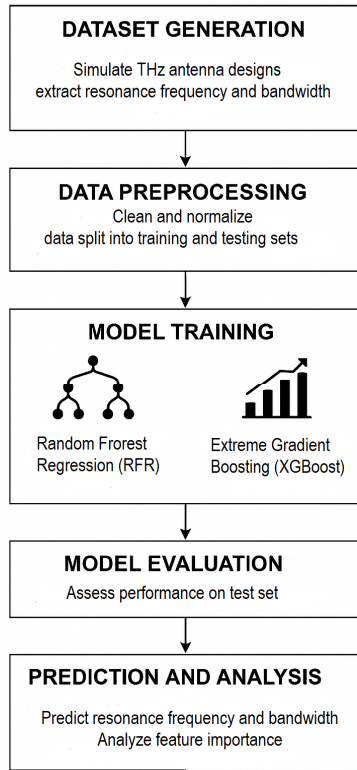 DATASET GENERATION
Simulate THz antenna designs
extract resonance frequency and bandwidth
DATA PREPROCESSING
Clean and normalize
data split into training and testing sets
MODEL TRAINING
Random Frorest
Regression (RFR)
Extreme Gradient
Boosting (XGBoost)
MODEL EVALUATION
Assess performance on test set
PREDICTION AND ANALYSIS
Predict resonance frequency and bandwidth
Analyze feature importance